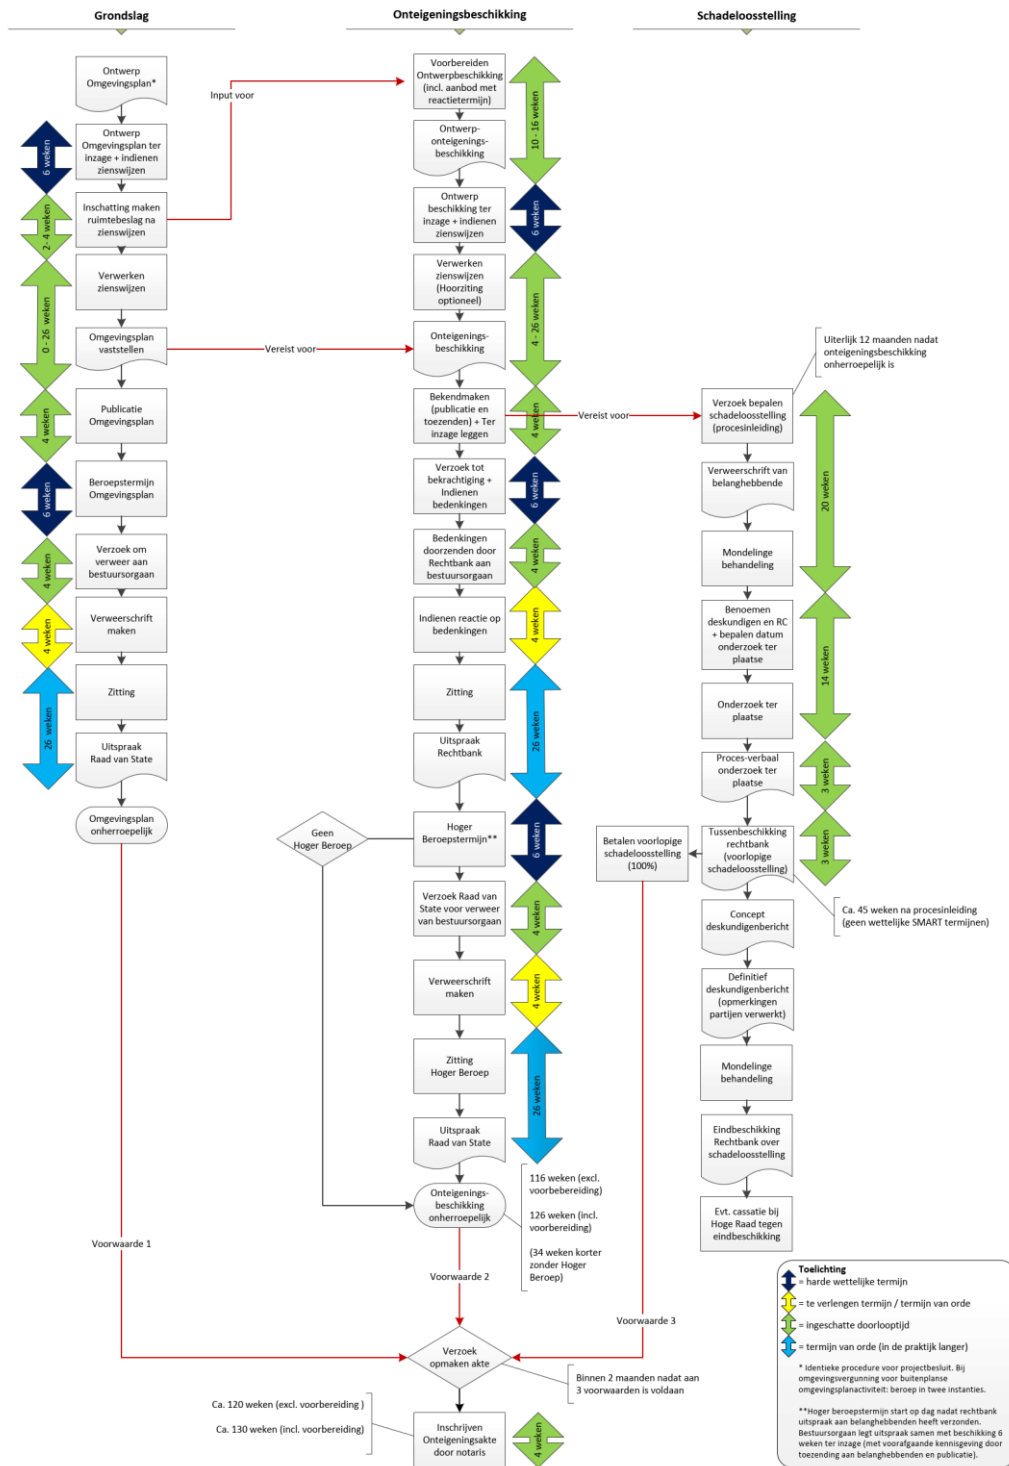 Grondslag
Onteigeningsbeschikking
Schadeloosstelling
Ontwerp
Omgevingsplan*
6 weken
Ontwerp
Omgevingsplan ter
inzage + indienen
zienswijzen
2- 4 weken
Inschatting maken
ruimtebeslag na
zienswijzen
0 - 26 weken
Verwerken
zienswijzen
Omgevingsplan
vaststellen
4 weken
Publicatie
Omgevingsplan
6 weken
Beroepstermijn
Omgevingsplan
4 weken
Verzoek om
verweer aan
bestuursorgaan
4 weken
Verweerschrift
maken
26 weken
Zitting
Uitspraak
Raad van State
Omgevingsplan
onherroepelijk
Voorwaarde 1
Input voor
Vereist voor
Voorbereiden
Ontwerpbeschikking
(incl. aanbod met
reactietermijn)
10 - 16 weken
Ontwerp-
onteigenings-
beschikking
Ontwerp
beschikking ter
inzage + indienen
zienswijzen
6 weken
Verwerken
zienswijzen
(Hoorziting
optioneel)
4 - 26 weken
Onteigenings-
beschikking
Bekendmaken
(publicatie en
toezenden) + Ter
inzage leggen
4 weken
Vereist voor
Verzoek tot
bekrachtiging +
Indienen
bedenkingen
6 weken
Bedenkingen
doorzenden door
Rechtbank aan
bestuursorgaan
4 weken
Indienen reactie op
bedenkingen
4 weken
Zitting
26 weken
Uitspraak
Rechtbank
Geen
Hoger Beroep
Hoger
Beroepstermijn**
6 weken
Verzoek Raad van
State voor verweer
van bestuursorgaan
4 weken
Verweerschrift
maken
4 weken
Zitting
Hoger Beroep
26 weken
Uitspraak
Raad van State
Onteigenings-
beschikking
onherroepelijk
116 weken (excl.
voorbebereiding)
126 weken (incl.
voorbereiding)
(34 weken korter
zonder Hoger
Beroep)
Voorwaarde 2
Uiterlijk 12 maanden nadat
onteigeningsbeschikking
onherroepelijk is
Verzoek bepalen
schadeloosstelling
(procesinleiding)
Verweerschrift van
belanghebbende
20 weken
Mondelinge
behandeling
Benoemen
deskundigen en RC
+ bepalen datum
onderzoek ter
plaatse
14 weken
Onderzoek ter
plaatse
Proces-verbaal
onderzoek ter
plaatse
3 weken
Tussenbeschikking
rechtbank
(voorlopige
schadeloosstelling)
3 weken
Betalen voorlopige
schadeloosstelling
(100%)
Ca. 45 weken na procesinleiding
(geen wettelijke SMART termijnen)
Concept
deskundigenbericht
Definitief
deskundigenbericht
(opmerkingen
partijen verwerkt)
Mondelinge
behandeling
Eindbeschikking
Rechtbank over
schadeloosstelling
Evt. cassatie bij
Hoge Raad tegen
eindbeschikking
Voorwaarde 3
Verzoek
opmaken akte
Binnen 2 maanden nadat aan
3 voorwaarden is voldaan
Ca. 120 weken (excl. voorbereiding )
Ca. 130 weken (incl. voorbereiding)
Inschrijven
Onteigeningsakte
door notaris
4 weken
Toelichting
= harde wettelijke termijn
= te verlengen termijn / termijn van orde
= ingeschatte doorlooptijd
= termijn van orde (in de praktijk langer)
* Identieke procedure voor projectbesluit. Bij
omgevingsvergunning voor buitenplanse
omgevingsplanactiviteit: beroep in twee instanties.
**Hoger beroepstermijn start op dag nadat rechtbank
uitspraak aan belanghebbenden heeft verzonden.
Bestuursorgaan legt uitspraak samen met beschikking 6
weken ter inzage (met voorafgaande kennisgeving door
toezending aan belanghebbenden en publicatie).